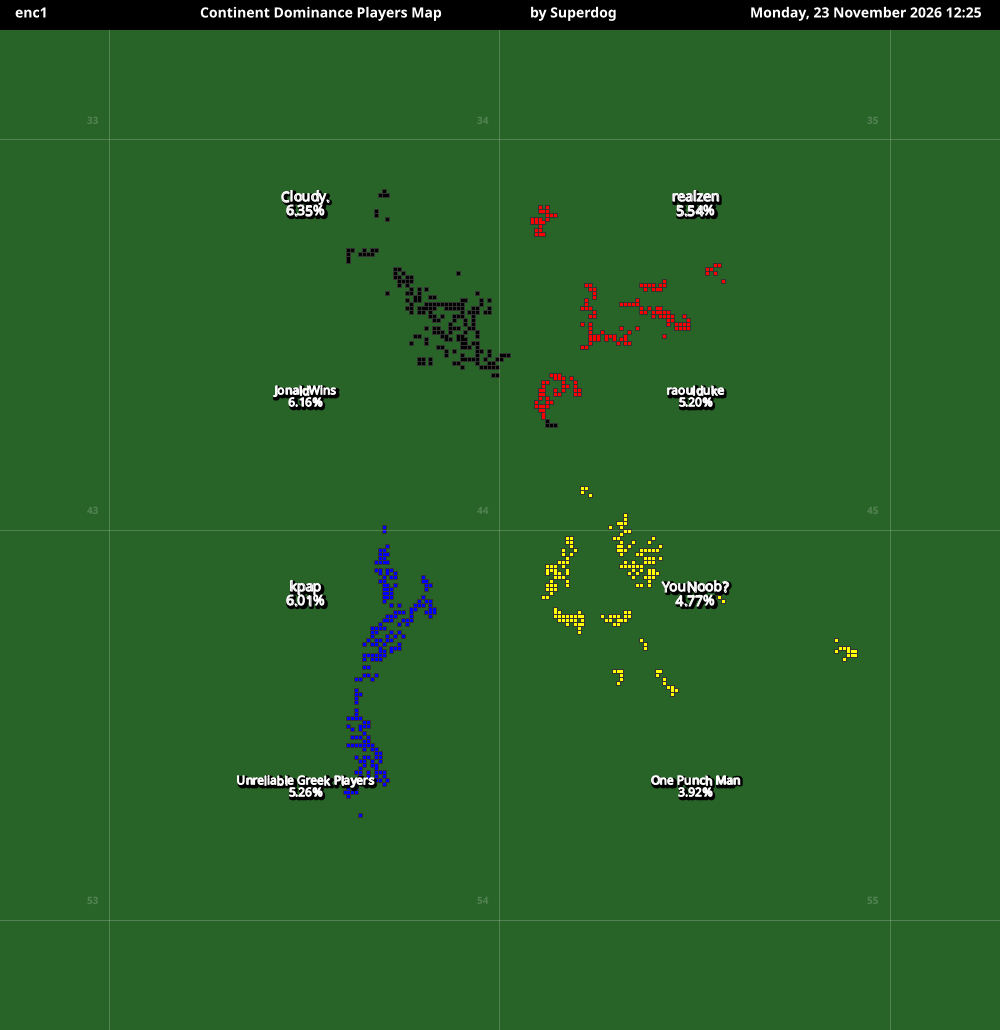 enc1 Continent Dominance Players Map by Superdog Monday, 23 November 2026 12:25
33 34 35
Cloudy. realzen
6.35% 5.54%
JonaldWins raoulduke
6.16% 5.20%
43 44 45
kpap YouNoob?
6.01% 4.77%
Unreliable Greek Players One Punch Man
5.26% 3.92%
53 54 55